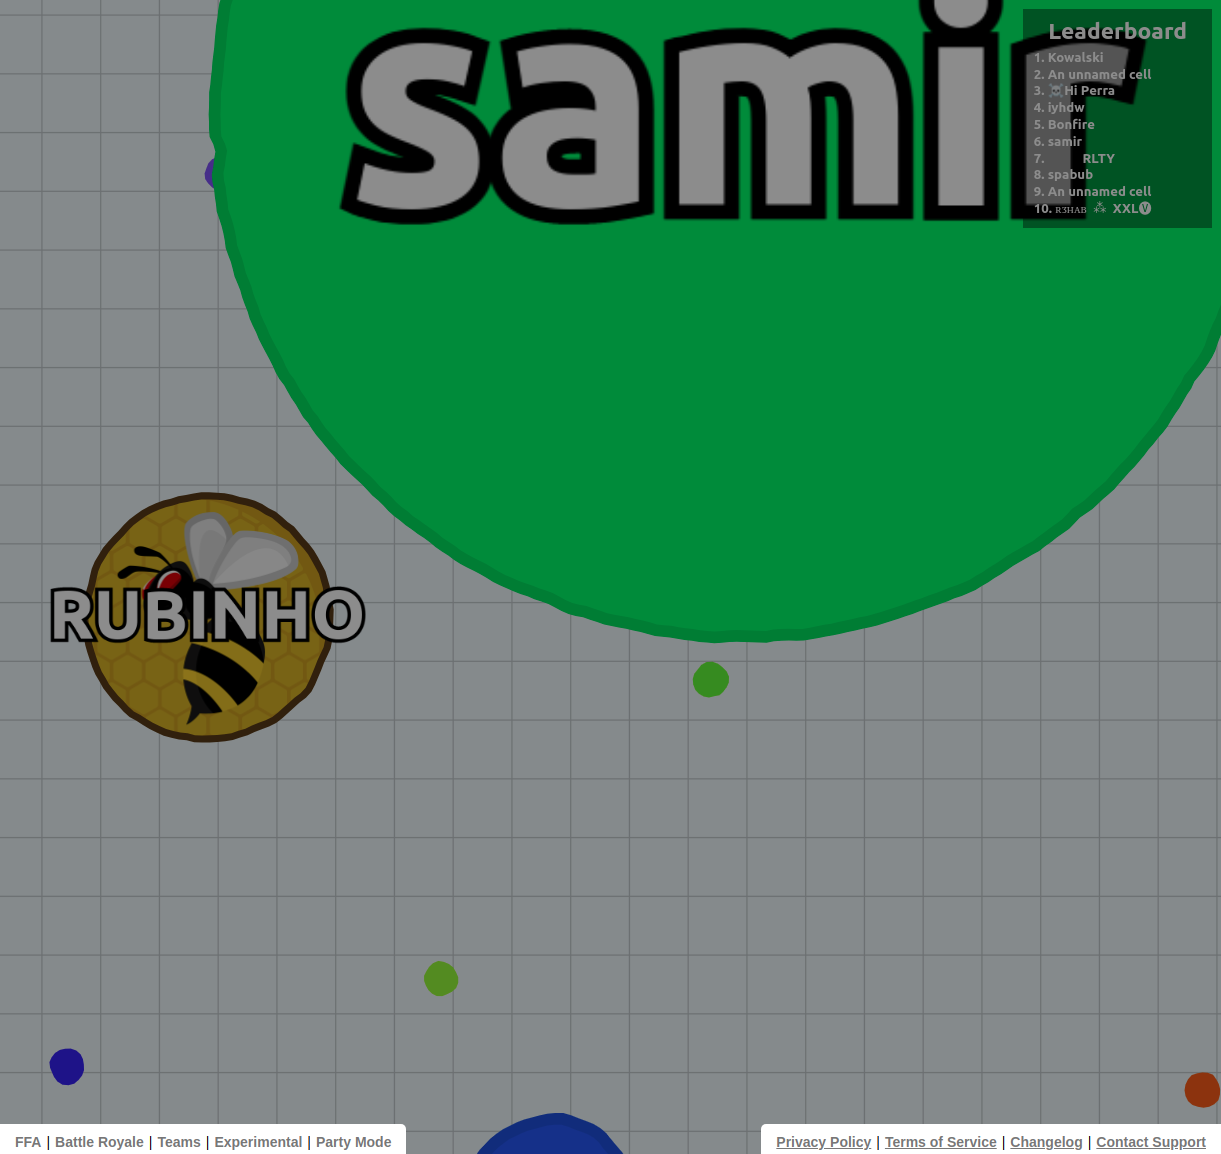 samir
Leaderboard
1. Kowalski
2. An unnamed cell
3. ☠Hi Perra
4. iyhdw
5. Bonfire
6. samir
7. RLTY
8. spabub
9. An unnamed cell
10. ʀ3ʜᴀʙ ⁂ XXL🅥
RUBINHO
FFA | Battle Royale | Teams | Experimental | Party Mode
Privacy Policy | Terms of Service | Changelog | Contact Support